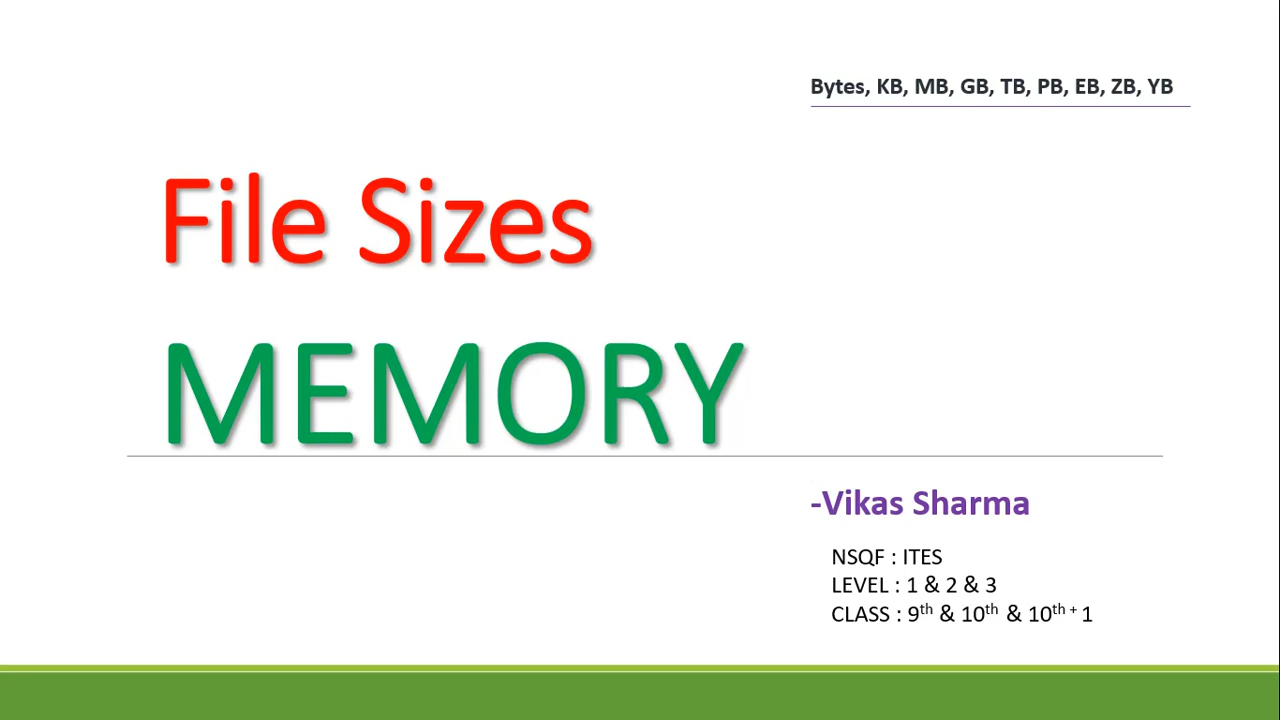 Bytes, KB, MB, GB, TB, PB, EB, ZB, YB
File Sizes
MEMORY
-Vikas Sharma
NSQF : ITES
LEVEL : 1 & 2 & 3
CLASS : 9th & 10th & 10th + 1